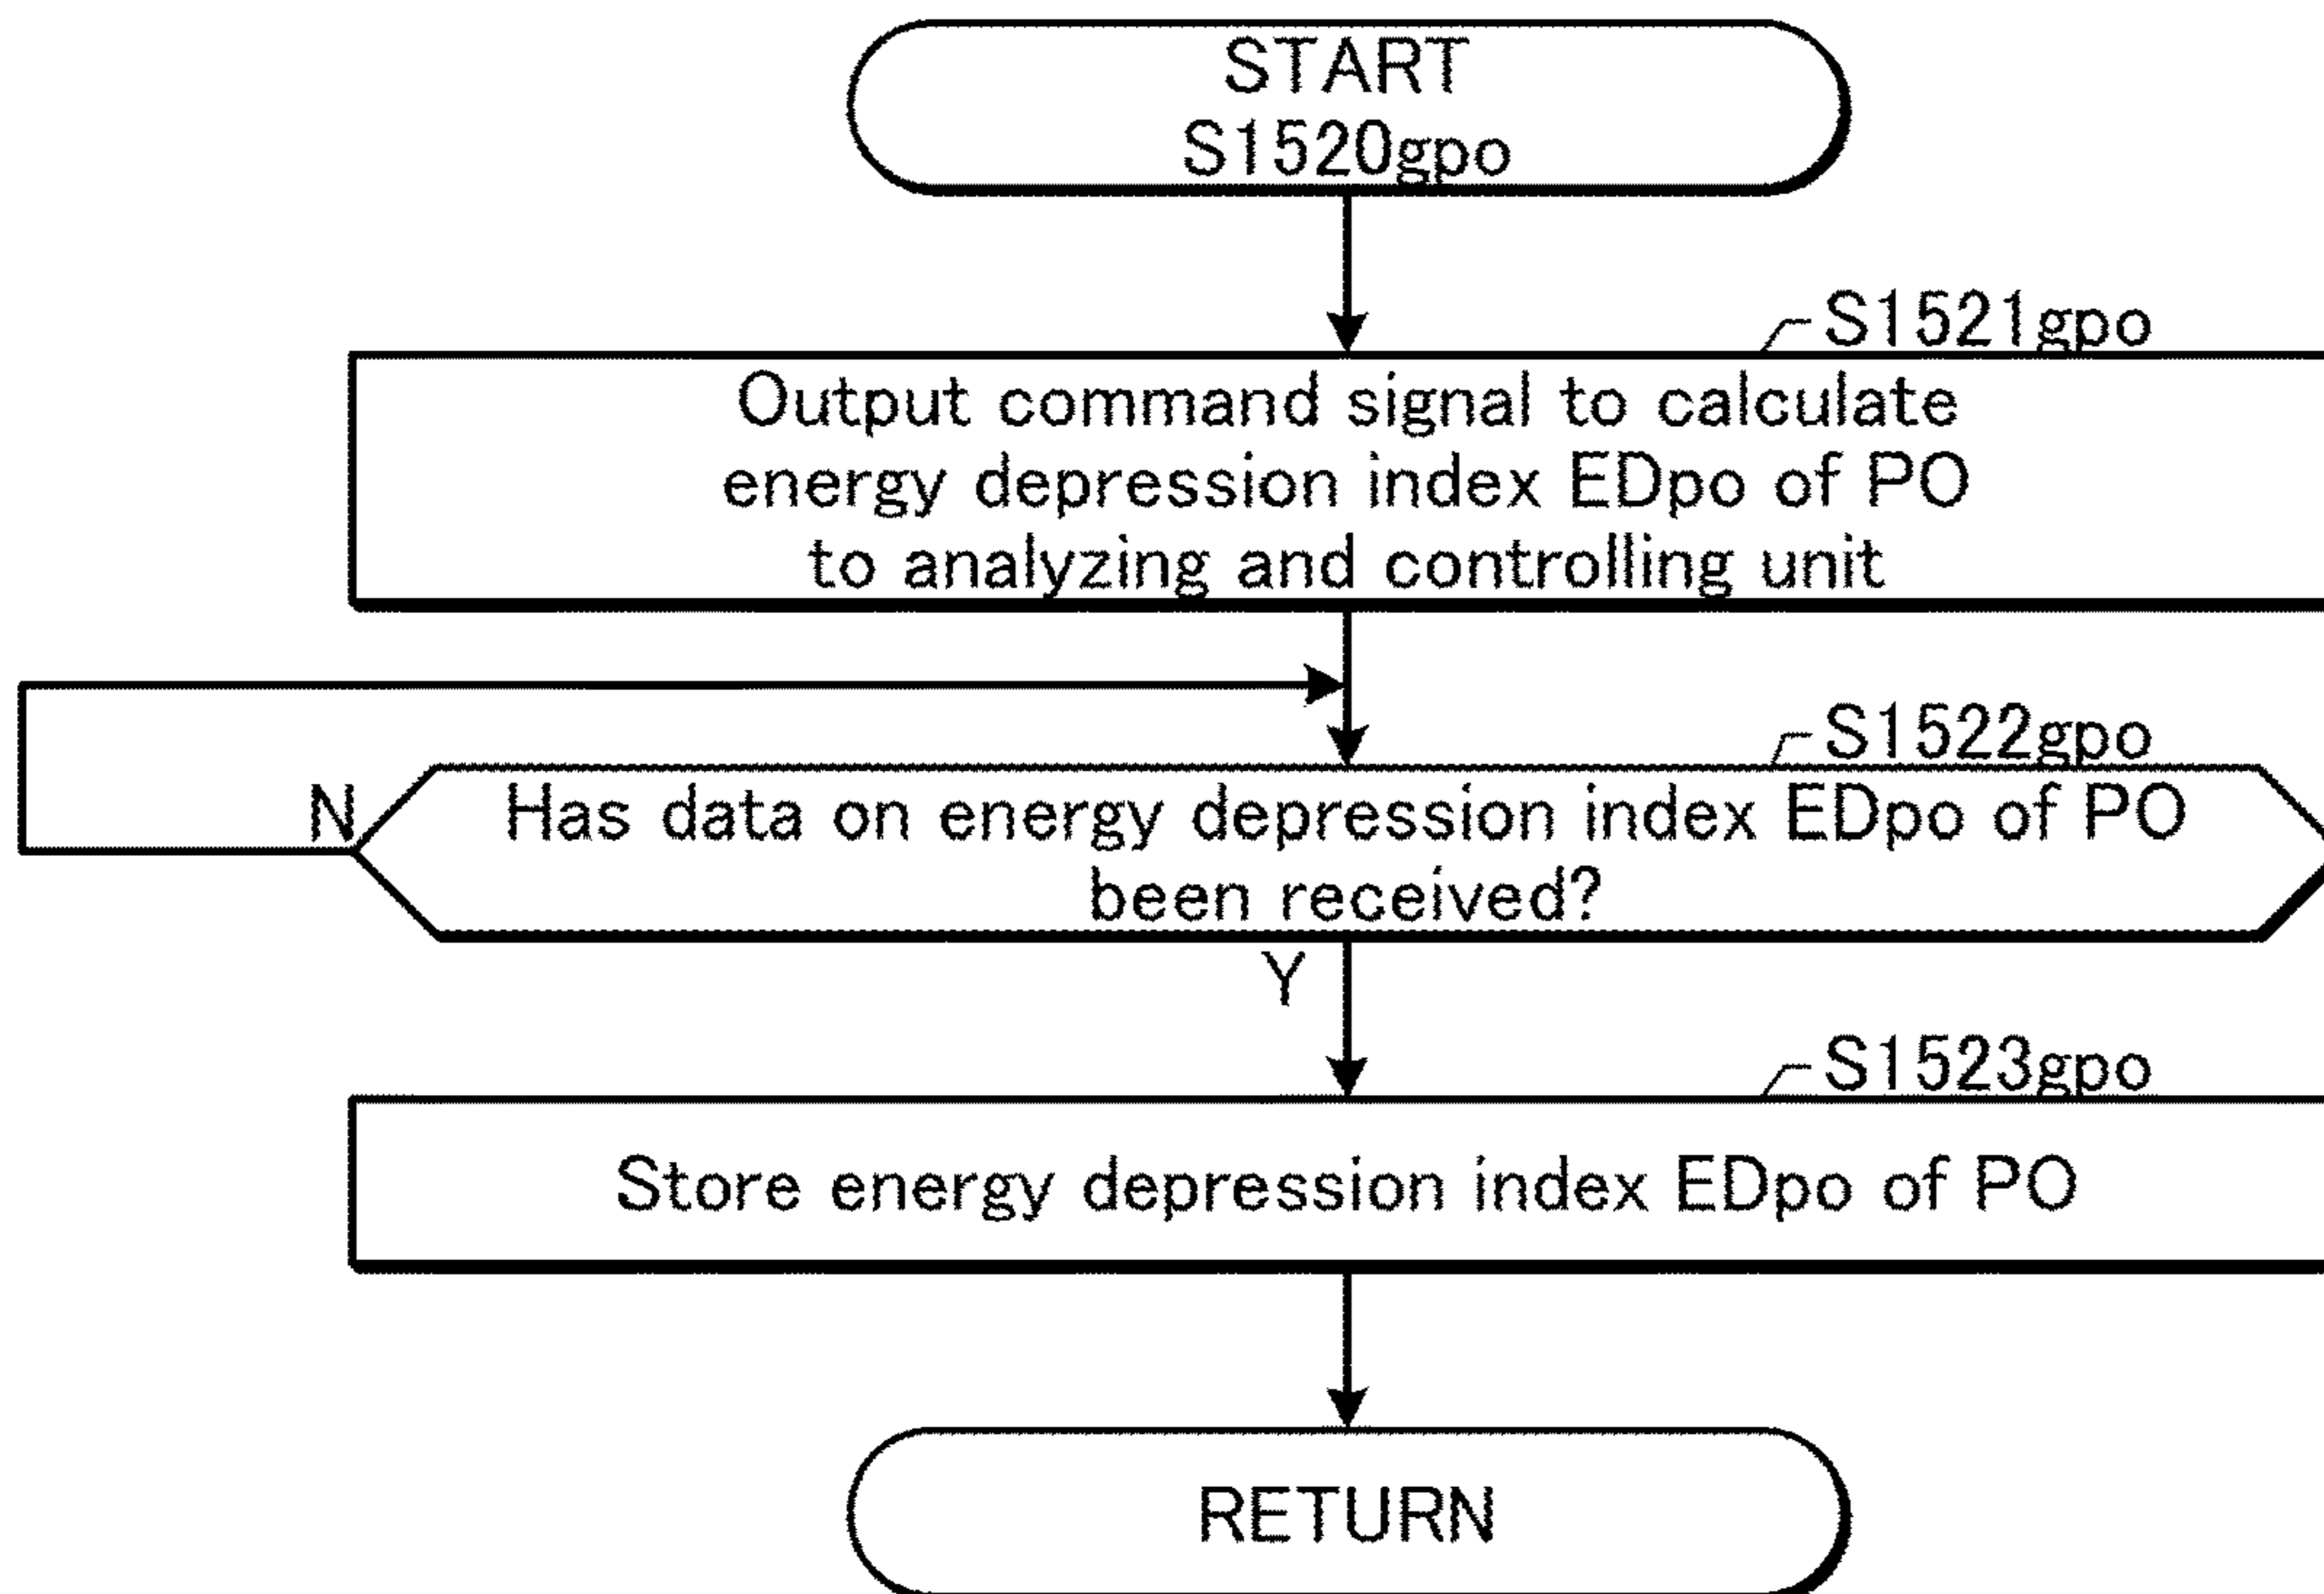 START
S1520gpo
S1521gpo
Output command signal to calculate
energy depression index EDpo of PO
to analyzing and controlling unit
S1522gpo
N
Has data on energy depression index EDpo of PO
been received?
Y
S1523gpo
Store energy depression index EDpo of PO
RETURN